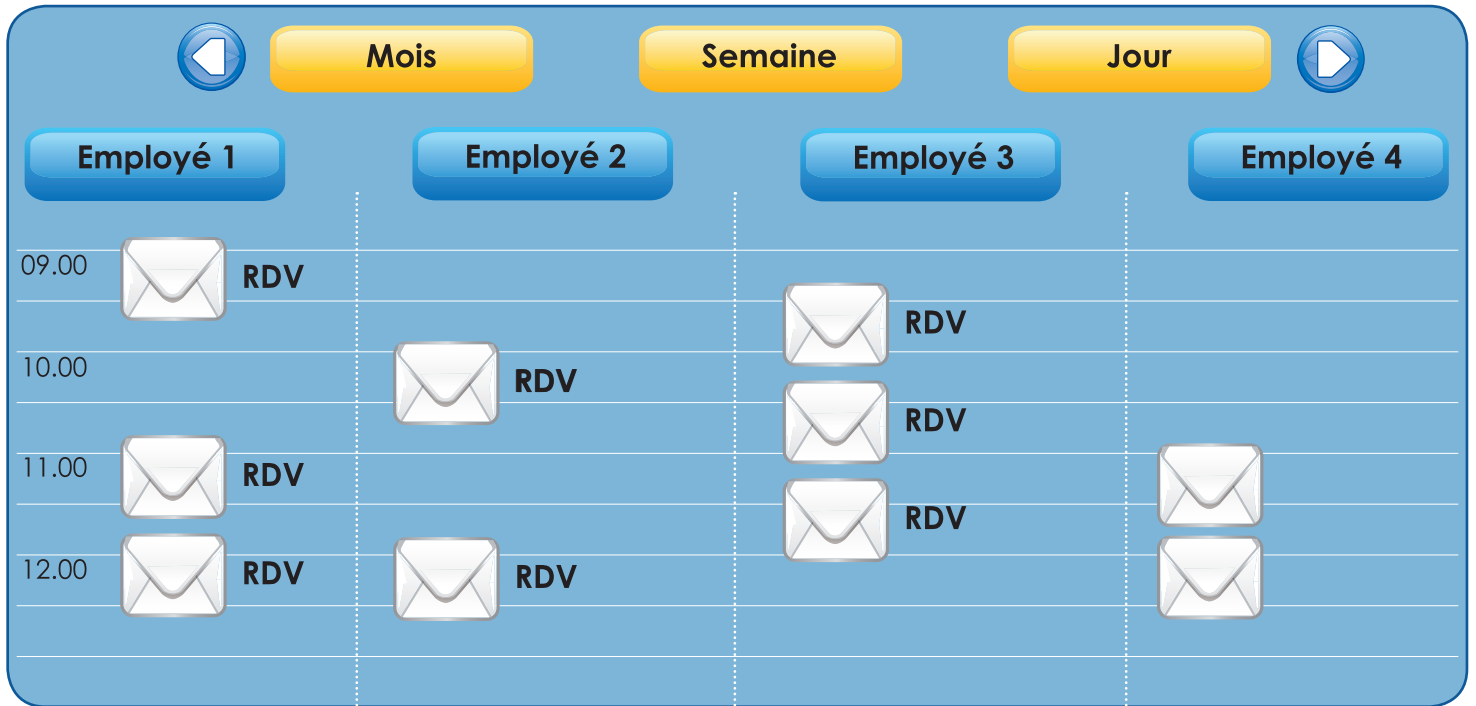 Mois Semaine Jour
Employé 1 Employé 2 Employé 3 Employé 4
09.00 RDV
RDV
10.00 RDV
RDV
11.00 RDV
RDV
12.00 RDV RDV